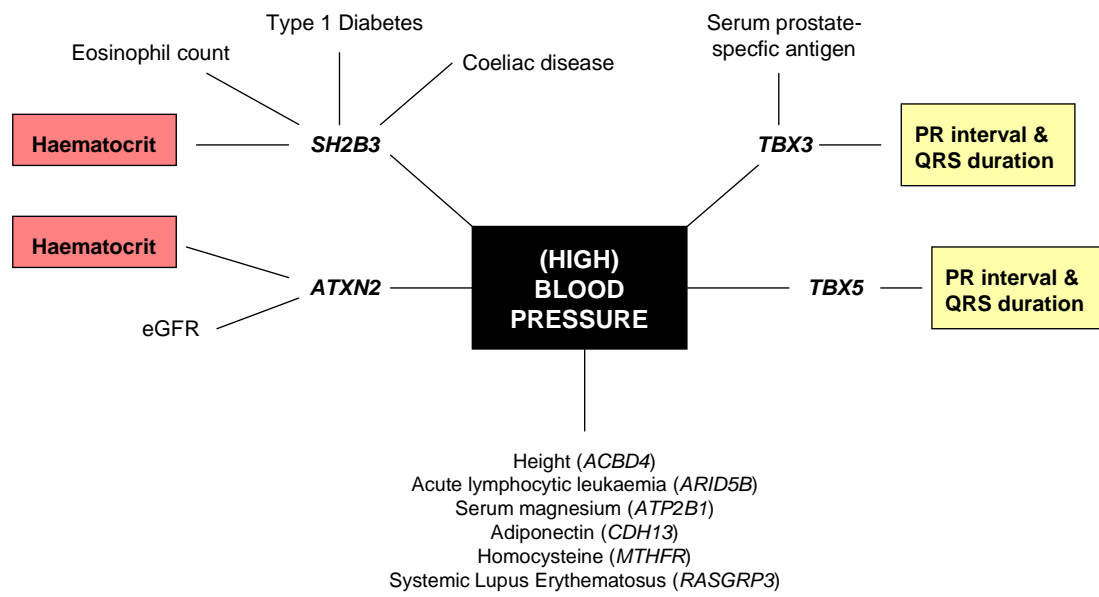 Type 1 Diabetes
Eosinophil count
Coeliac disease
Haematocrit
SH2B3
Haematocrit
ATXN2
eGFR
(HIGH)
BLOOD
PRESSURE
Serum prostate-
specfic antigen
TBX3
PR interval &
QRS duration
TBX5
PR interval &
QRS duration
Height (ACBD4)
Acute lymphocytic leukaemia (ARID5B)
Serum magnesium (ATP2B1)
Adiponectin (CDH13)
Homocysteine (MTHFR)
Systemic Lupus Erythematosus (RASGRP3)